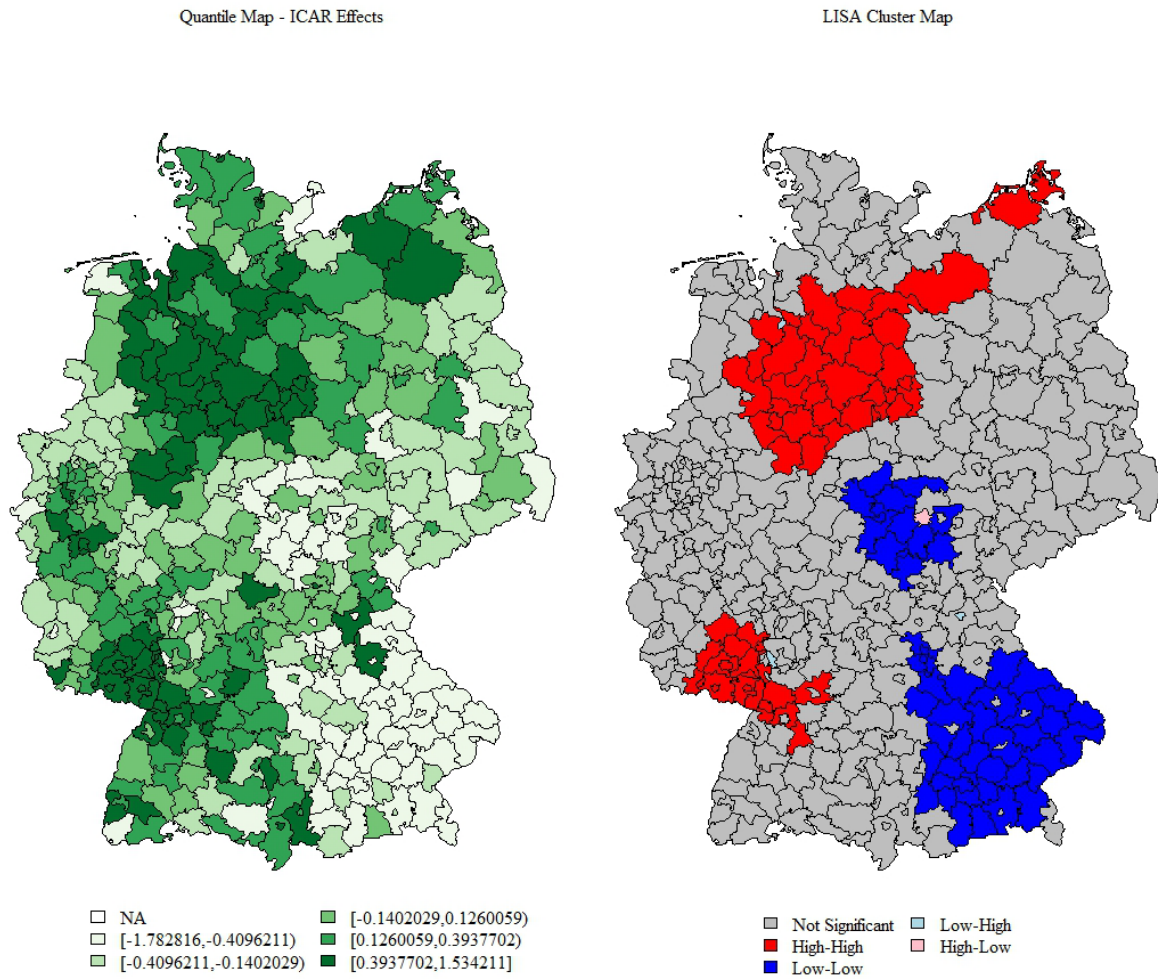 Quantile Map - ICAR Effects
LISA Cluster Map
NA
[-1.782816,-0.4096211)
[-0.4096211,-0.1402029)
[-0.1402029,0.1260059)
[0.1260059,0.3937702)
[0.3937702,1.534211]
Not Significant
High-High
Low-Low
Low-High
High-Low